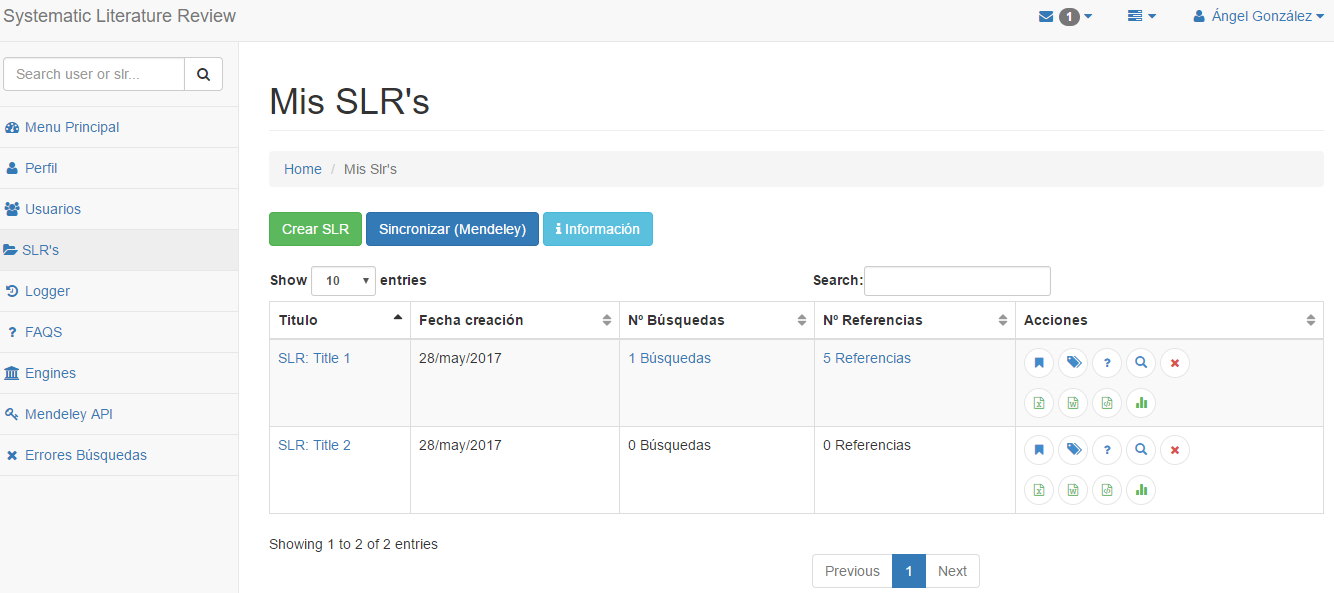 Systematic Literature Review
1
Ángel González
Search user or slr...
Menu Principal
Perfil
Usuarios
SLR's
Logger
FAQS
Engines
Mendeley API
Errores Búsquedas
Mis SLR's
Home / Mis Slr's
Crear SLR Sincronizar (Mendeley) Información
Show 10 entries Search:
Titulo Fecha creación Nº Búsquedas Nº Referencias Acciones
SLR: Title 1 28/may/2017 1 Búsquedas 5 Referencias
SLR: Title 2 28/may/2017 0 Búsquedas 0 Referencias
Showing 1 to 2 of 2 entries
Previous 1 Next